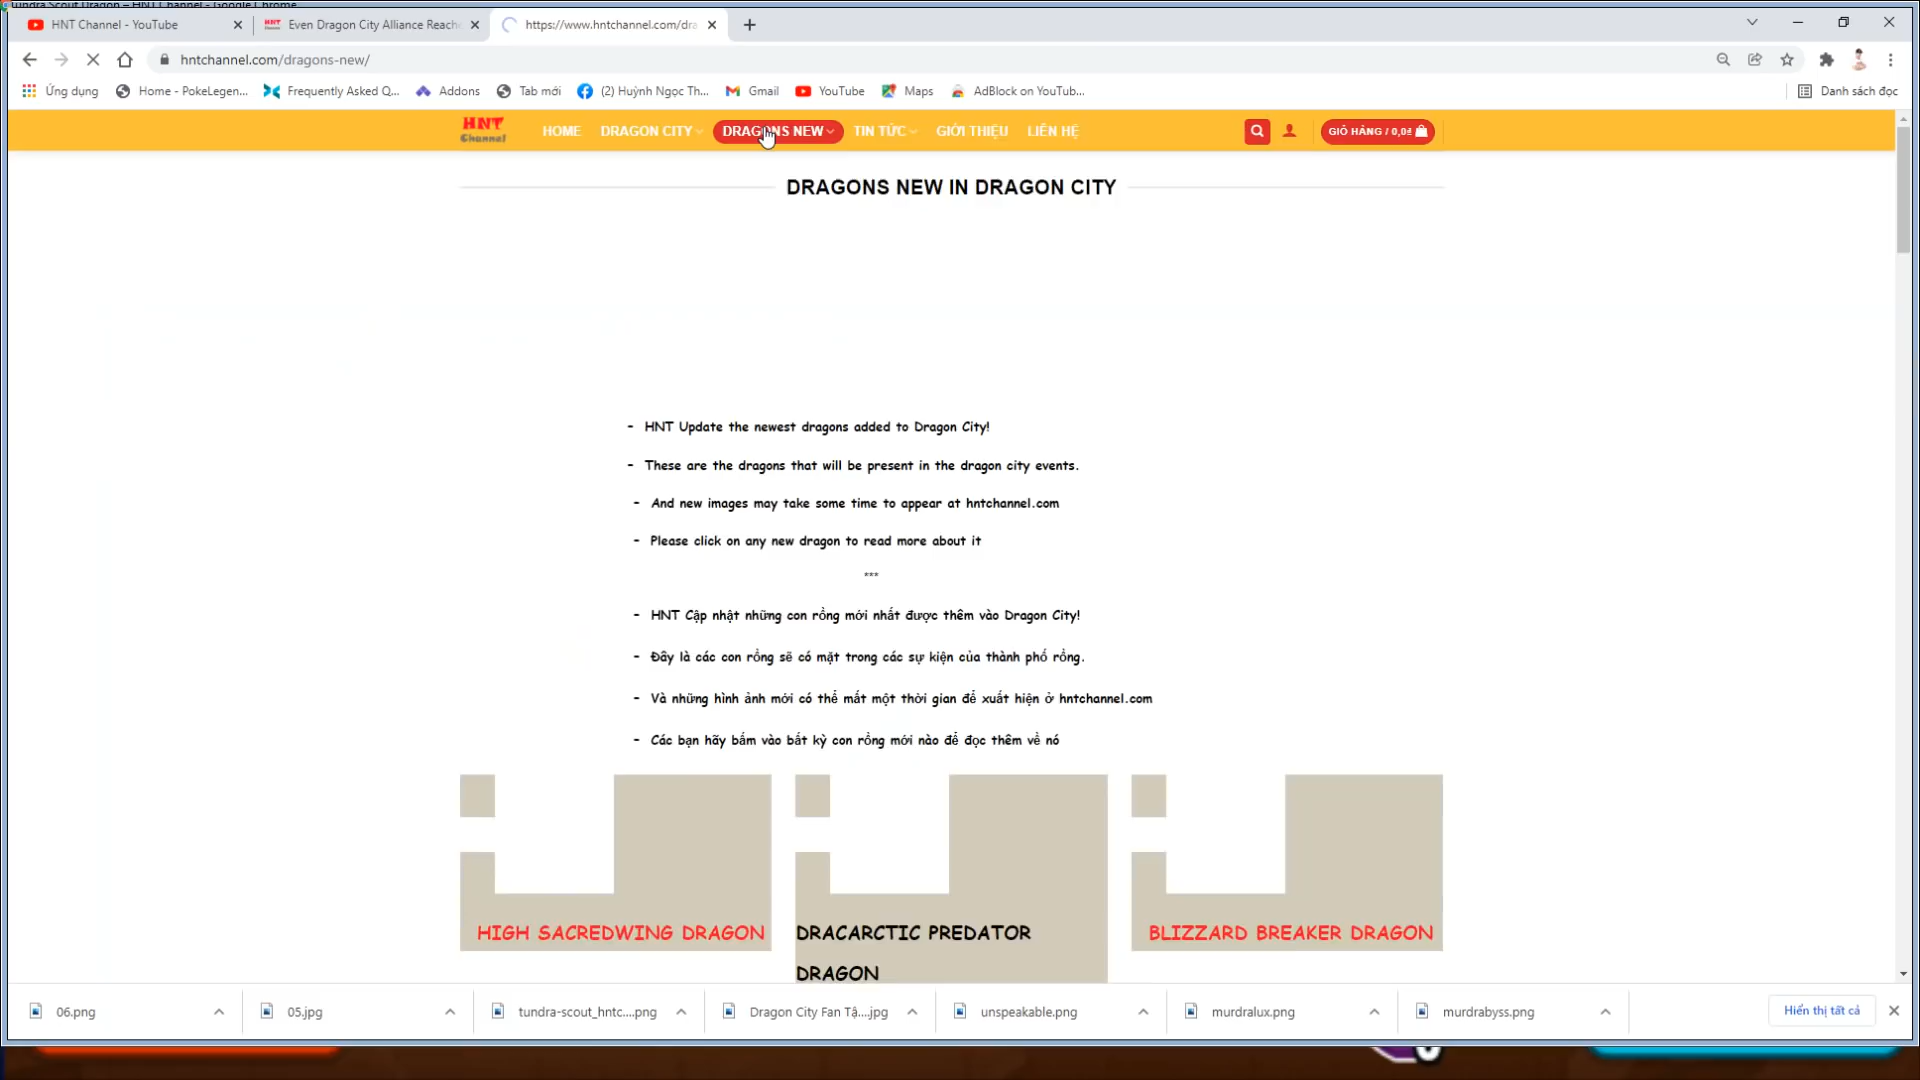 Tundra Scout Dragon – HNT Channel - Google Chrome
HNT Channel - YouTube
Even Dragon City Alliance Reach
https://www.hntchannel.com/dra
hntchannel.com/dragons-new/
Ứng dụng
Home - PokeLegen...
Frequently Asked Q...
Addons
Tab mới
(2) Huỳnh Ngọc Th...
Gmail
YouTube
Maps
AdBlock on YouTub...
Danh sách đọc
HNT
Channel
HOME
DRAGON CITY
DRAGONS NEW
TIN TỨC
GIỚI THIỆU
LIÊN HỆ
GIỎ HÀNG / 0,0₫
DRAGONS NEW IN DRAGON CITY
- HNT Update the newest dragons added to Dragon City!
- These are the dragons that will be present in the dragon city events.
- And new images may take some time to appear at hntchannel.com
- Please click on any new dragon to read more about it
***
- HNT Cập nhật những con rồng mới nhất được thêm vào Dragon City!
- Đây là các con rồng sẽ có mặt trong các sự kiện của thành phố rồng.
- Và những hình ảnh mới có thể mất một thời gian để xuất hiện ở hntchannel.com
- Các bạn hãy bấm vào bất kỳ con rồng mới nào để đọc thêm về nó
HIGH SACREDWING DRAGON
DRACARCTIC PREDATOR
DRAGON
BLIZZARD BREAKER DRAGON
06.png
05.jpg
tundra-scout_hntc....png
Dragon City Fan Tậ....jpg
unspeakable.png
murdralux.png
murdrabyss.png
Hiển thị tất cả